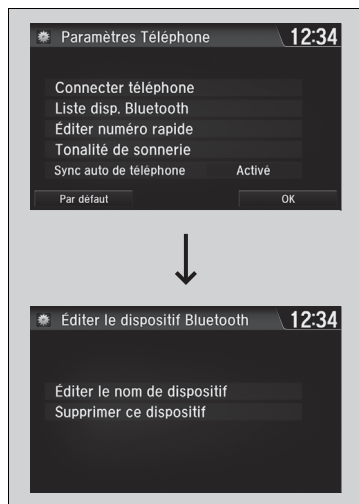 Paramètres Téléphone 12:34
Connecter téléphone
Liste disp. Bluetooth
Éditer numéro rapide
Tonalité de sonnerie
Sync auto de téléphone Activé
Par défaut OK
Éditer le dispositif Bluetooth 12:34
Éditer le nom de dispositif
Supprimer ce dispositif